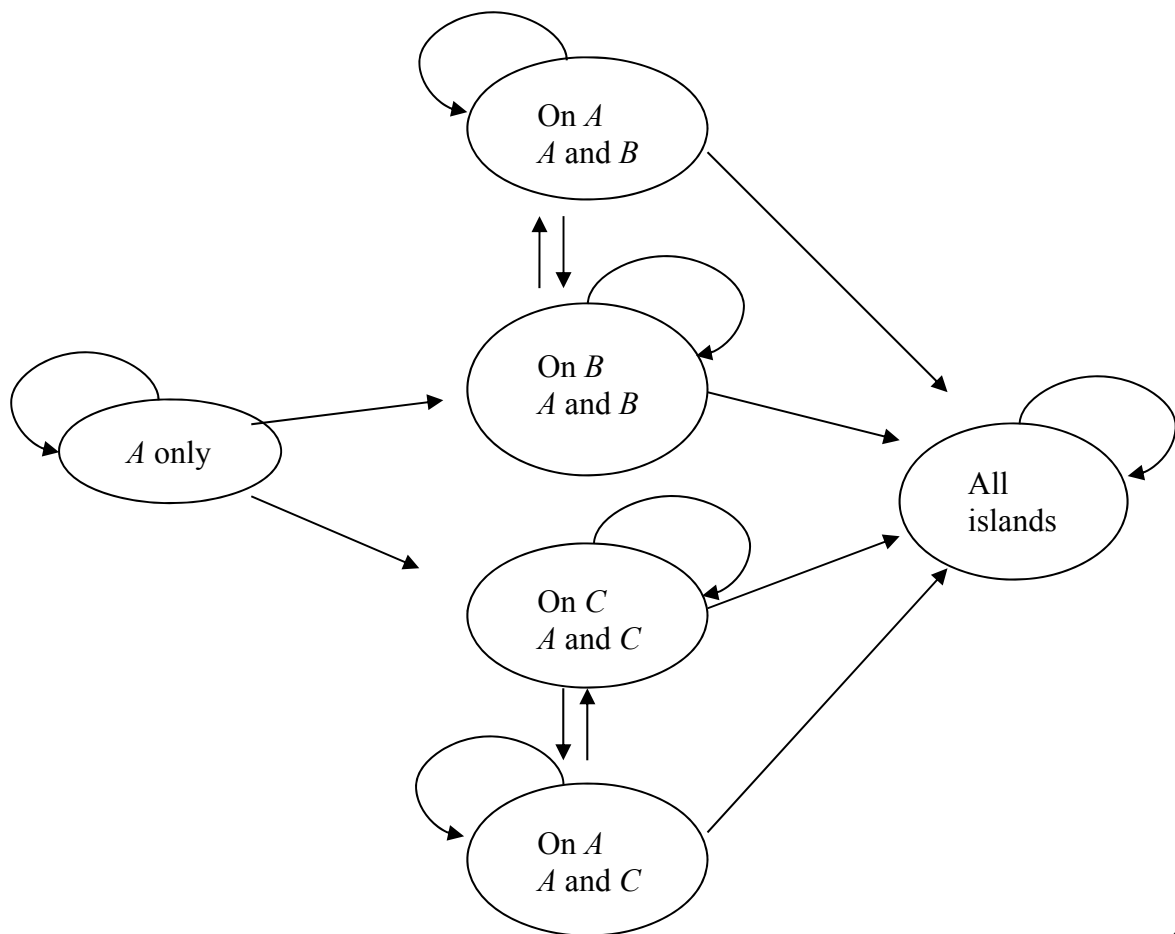 On A
A and B
On B
A and B
A only
All
islands
On C
A and C
On A
A and C